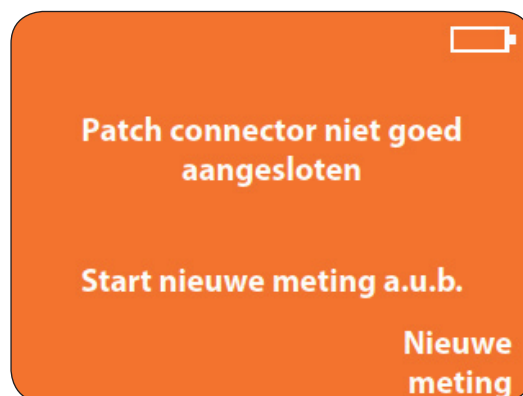 Patch connector niet goed
aangesloten
Start nieuwe meting a.u.b.
Nieuwe
meting